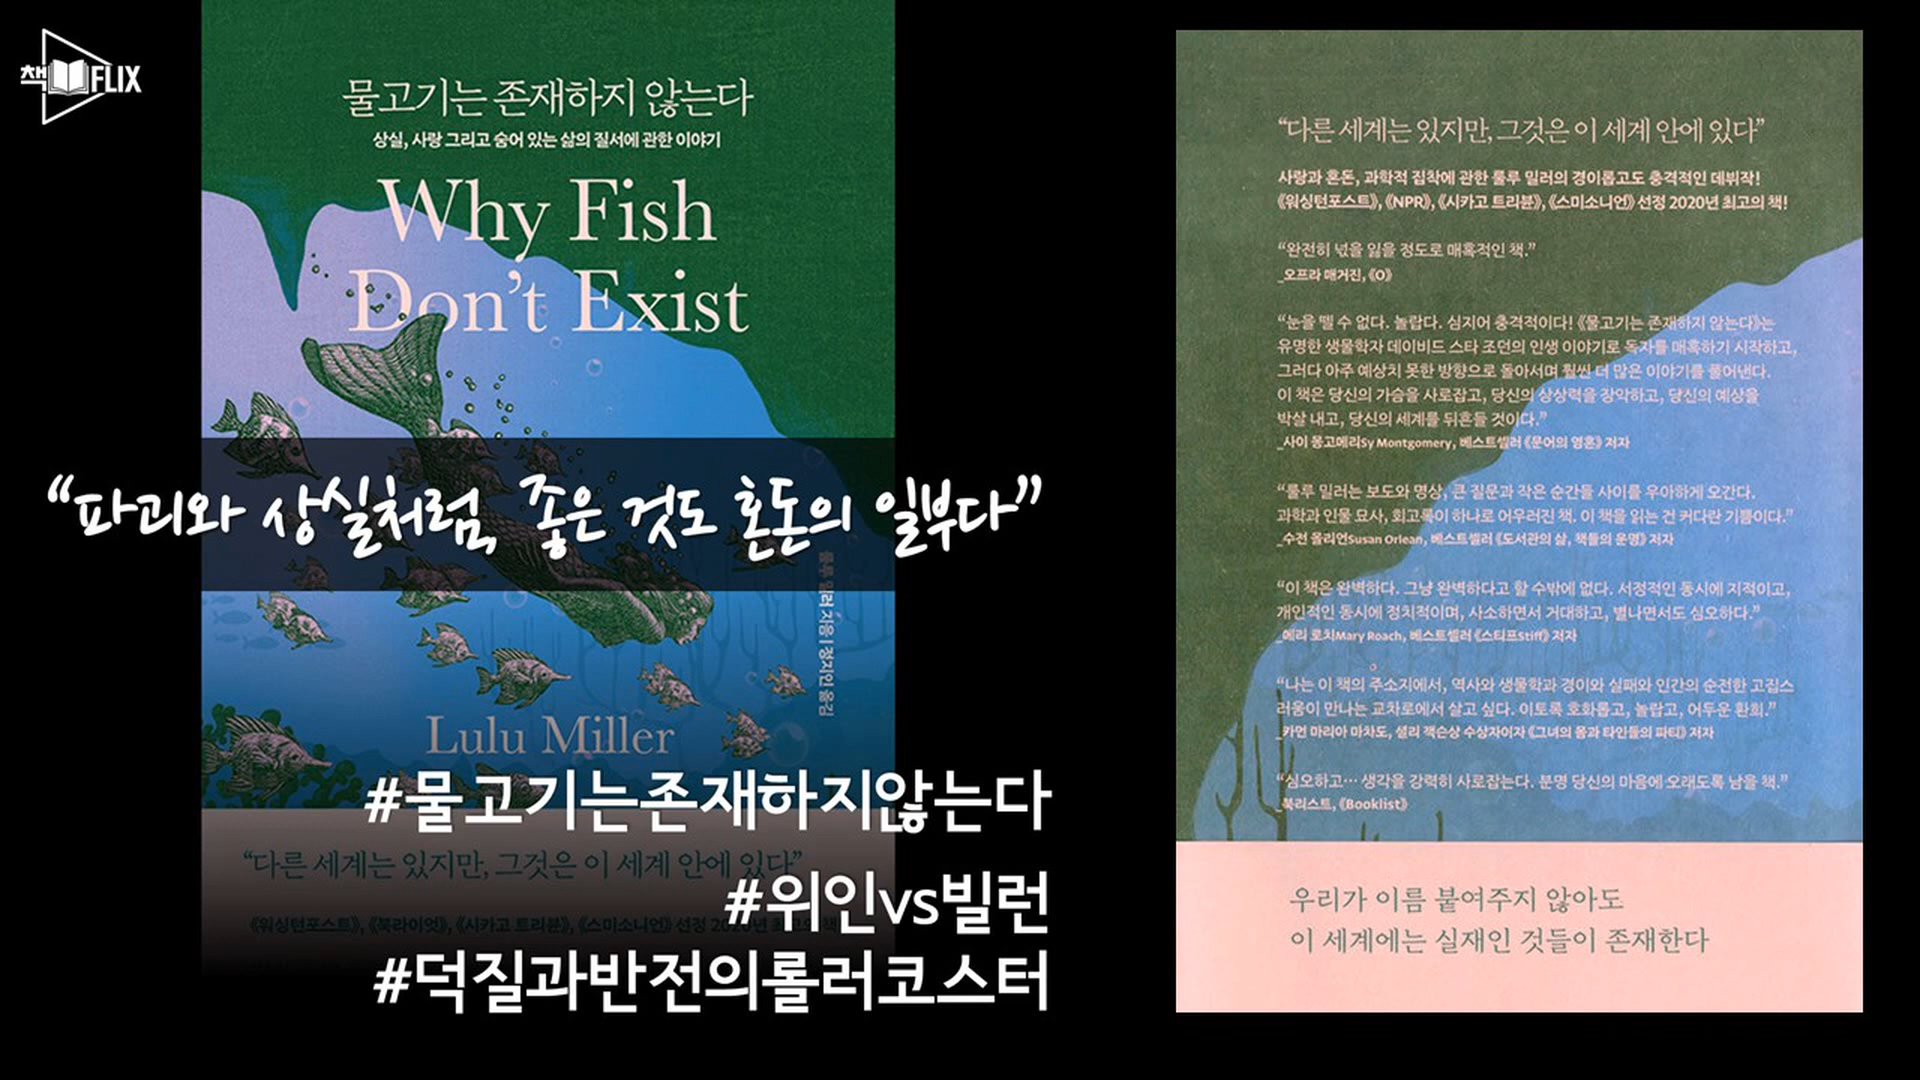 책FLIX
물고기는 존재하지 않는다
상실, 사랑 그리고 숨어 있는 삶의 질서에 관한 이야기
Why Fish
Don't Exist
“파괴와 상실처럼, 좋은 것도 혼돈의 일부다”
룰루 밀러 지음 | 정지인 옮김
Lulu Miller
#물고기는존재하지않는다
“다른 세계는 있지만, 그것은 이 세계 안에 있다”
#위인vs빌런
《워싱턴포스트》, 《북라이엇》, 《시카고 트리뷴》, 《스미소니언》 선정 2020년 최고의 책
#덕질과반전의롤러코스터
“다른 세계는 있지만, 그것은 이 세계 안에 있다”
사랑과 혼돈, 과학적 집착에 관한 룰루 밀러의 경이롭고도 충격적인 데뷔작!
《워싱턴포스트》, 《NPR》, 《시카고 트리뷴》, 《스미소니언》 선정 2020년 최고의 책!
“완전히 넋을 잃을 정도로 매혹적인 책.”
_오프라 매거진, 《O》
“눈을 뗄 수 없다. 놀랍다. 심지어 충격적이다! 《물고기는 존재하지 않는다》는
유명한 생물학자 데이비드 스타 조던의 인생 이야기로 독자를 매혹하기 시작하고,
그러다 아주 예상치 못한 방향으로 돌아서며 훨씬 더 많은 이야기를 풀어낸다.
이 책은 당신의 가슴을 사로잡고, 당신의 상상력을 장악하고, 당신의 예상을
박살 내고, 당신의 세계를 뒤흔들 것이다.”
_사이 몽고메리Sy Montgomery, 베스트셀러 《문어의 영혼》 저자
“룰루 밀러는 보도와 명상, 큰 질문과 작은 순간들 사이를 우아하게 오간다.
과학과 인물 묘사, 회고록이 하나로 어우러진 책. 이 책을 읽는 건 커다란 기쁨이다.”
_수전 올리언Susan Orlean, 베스트셀러 《도서관의 삶, 책들의 운명》 저자
“이 책은 완벽하다. 그냥 완벽하다고 할 수밖에 없다. 서정적인 동시에 지적이고,
개인적인 동시에 정치적이며, 사소하면서 거대하고, 별나면서도 심오하다.”
_메리 로치Mary Roach, 베스트셀러 《스티프Stiff》 저자
“나는 이 책의 주소지에서, 역사와 생물학과 경이와 실패와 인간의 순전한 고집스
러움이 만나는 교차로에서 살고 싶다. 이토록 호화롭고, 놀랍고, 어두운 환희.”
_카먼 마리아 마차도, 셜리 잭슨상 수상자이자 《그녀의 몸과 타인들의 파티》 저자
“심오하고… 생각을 강력히 사로잡는다. 분명 당신의 마음에 오래도록 남을 책.”
_북리스트, 《Booklist》
우리가 이름 붙여주지 않아도
이 세계에는 실재인 것들이 존재한다